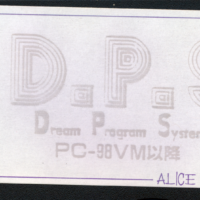 D.P.S
Dream Program System
PC-98VM以降
ALICE